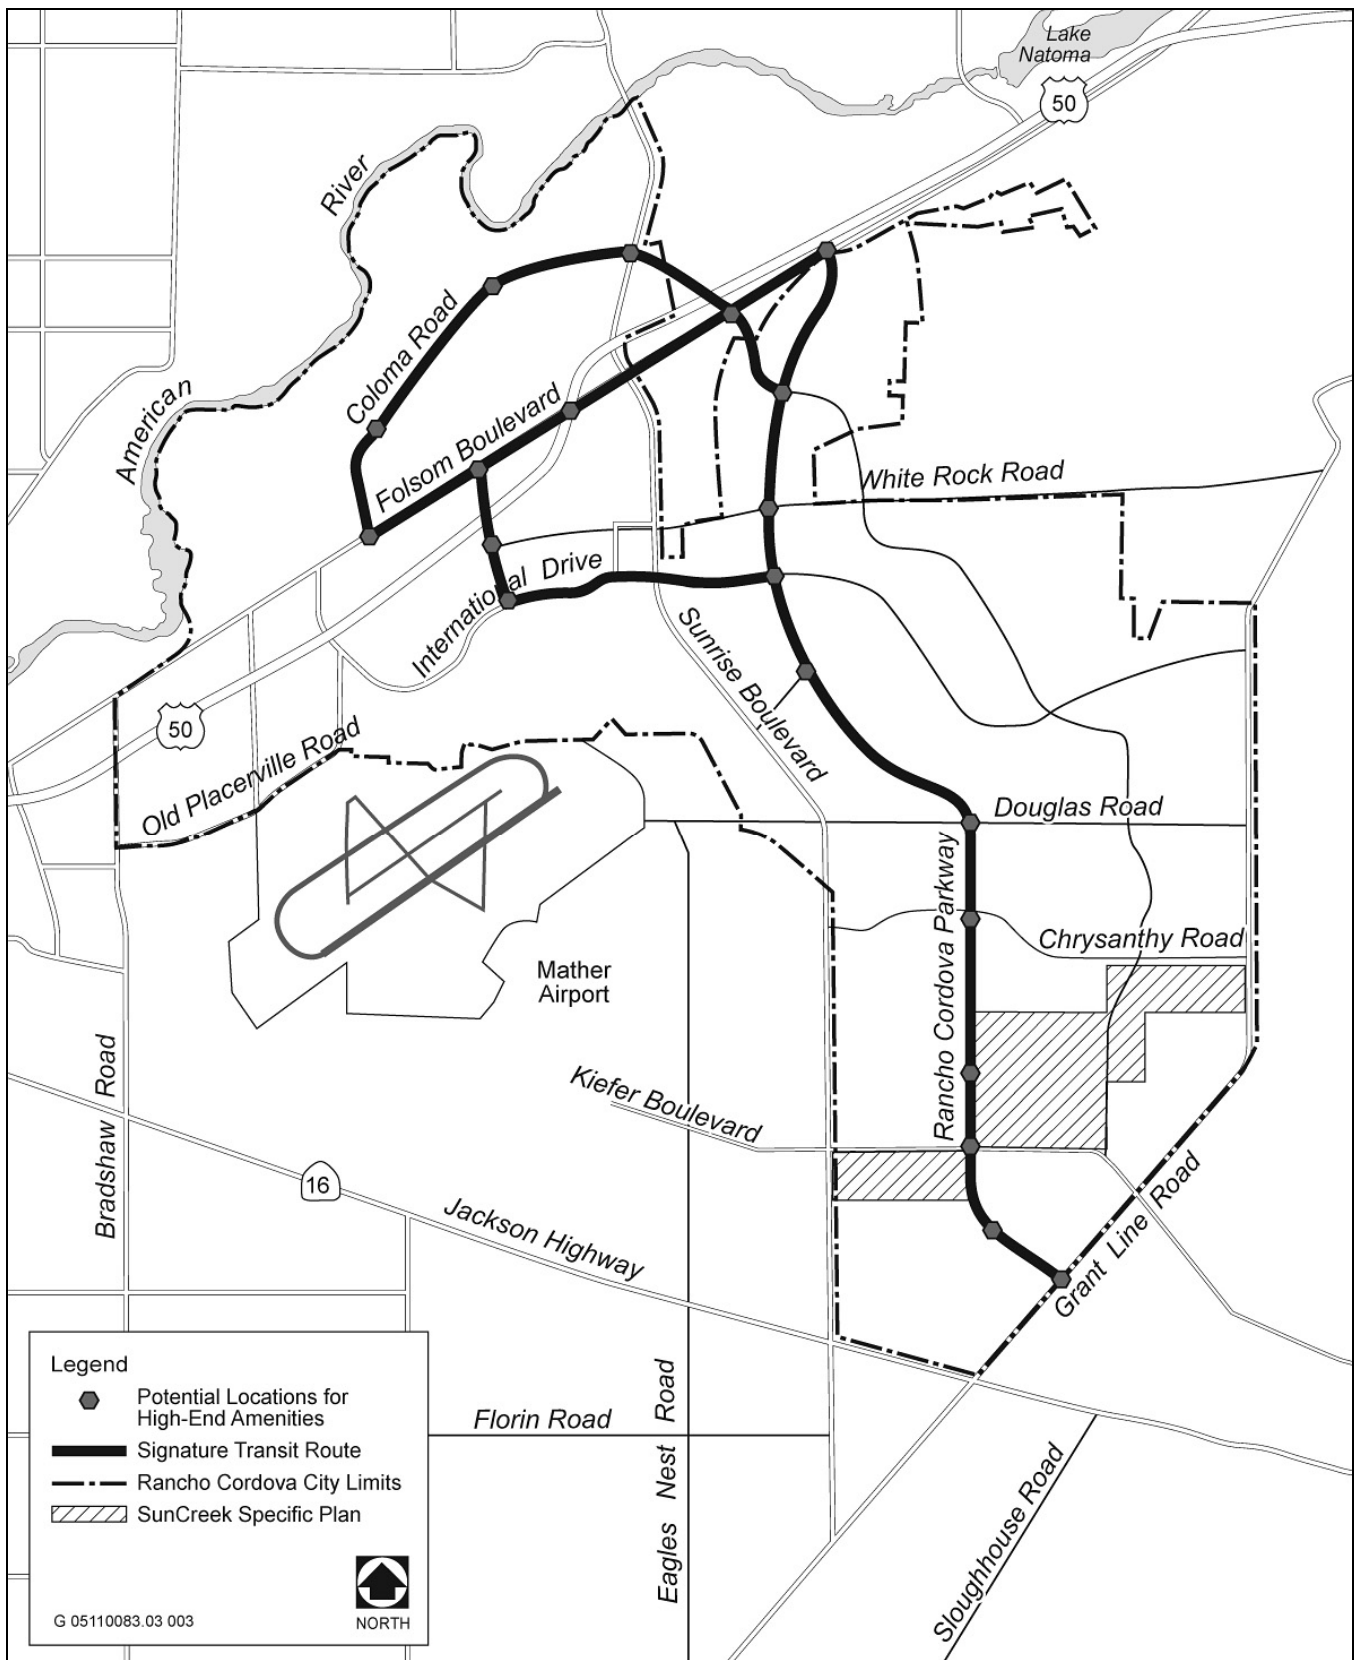 Lake
Natoma
50
River
American
Coloma Road
Folsom Boulevard
White Rock Road
International Drive
Sunrise Boulevard
50
Old Placerville Road
Douglas Road
Rancho Cordova Parkway
Chrysanthy Road
Mather
Airport
Kiefer Boulevard
Bradshaw Road
16
Jackson Highway
Grant Line Road
Florin Road
Eagles Nest Road
Sloughhouse Road
Legend
Potential Locations for
High-End Amenities
Signature Transit Route
Rancho Cordova City Limits
SunCreek Specific Plan
G 05110083.03 003
NORTH